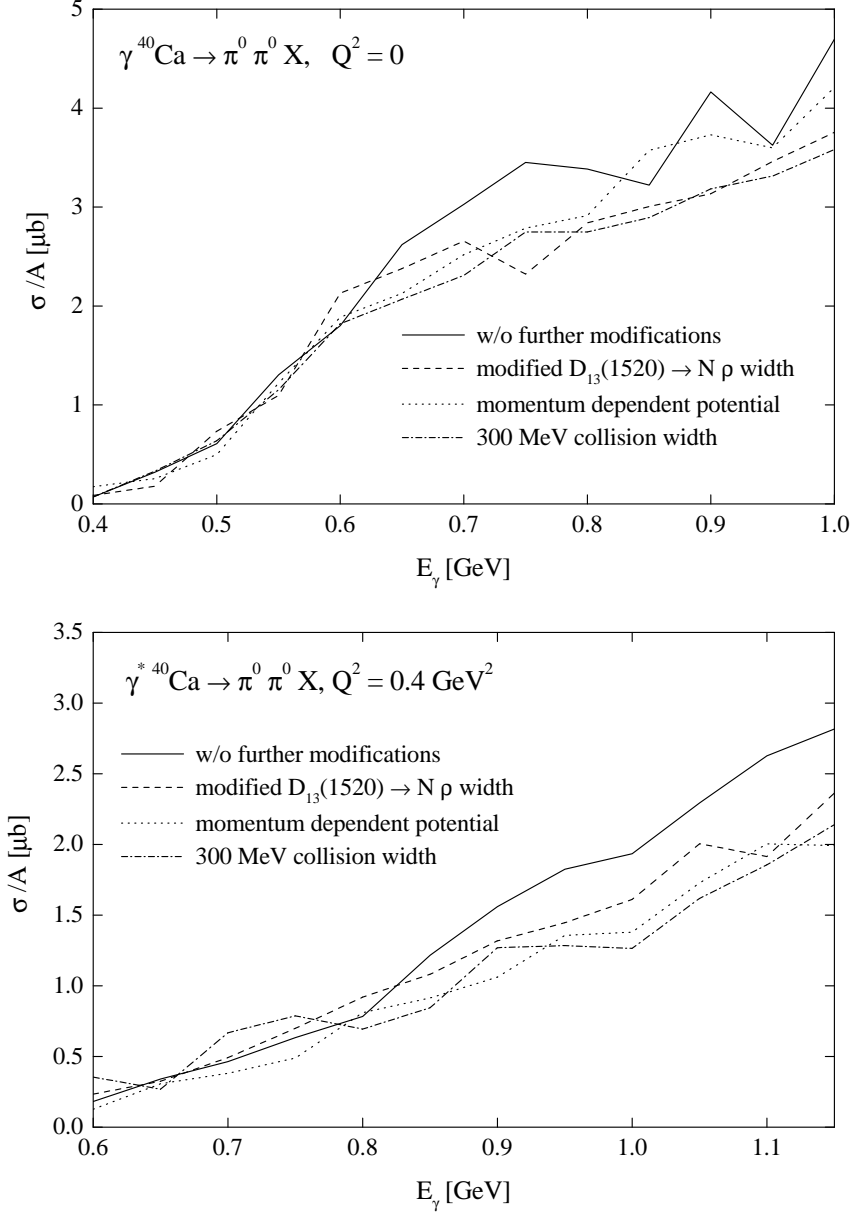 γ ⁴⁰Ca → π⁰ π⁰ X, Q² = 0
5
4
3
2
1
0
σ /A [μb]
w/o further modifications
modified D₁₃(1520) → N ρ width
momentum dependent potential
300 MeV collision width
0.4 0.5 0.6 0.7 0.8 0.9 1.0
E_γ [GeV]
γ* ⁴⁰Ca → π⁰ π⁰ X, Q² = 0.4 GeV²
3.5
3.0
2.5
2.0
1.5
1.0
0.5
0.0
σ /A [μb]
w/o further modifications
modified D₁₃(1520) → N ρ width
momentum dependent potential
300 MeV collision width
0.6 0.7 0.8 0.9 1.0 1.1
E_γ [GeV]